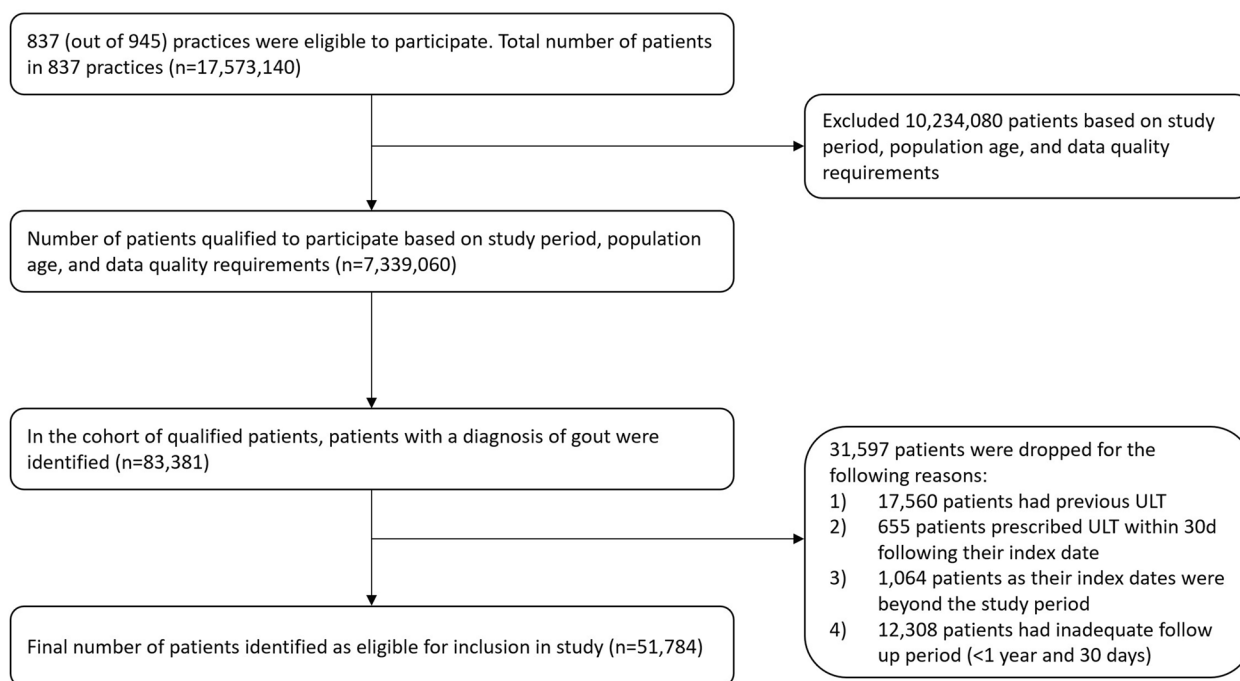 837 (out of 945) practices were eligible to participate. Total number of patients
in 837 practices (n=17,573,140)
Excluded 10,234,080 patients based on study
period, population age, and data quality
requirements
Number of patients qualified to participate based on study period, population
age, and data quality requirements (n=7,339,060)
In the cohort of qualified patients, patients with a diagnosis of gout were
identified (n=83,381)
31,597 patients were dropped for the
following reasons:
1) 17,560 patients had previous ULT
2) 655 patients prescribed ULT within 30d
following their index date
3) 1,064 patients as their index dates were
beyond the study period
4) 12,308 patients had inadequate follow
up period (<1 year and 30 days)
Final number of patients identified as eligible for inclusion in study (n=51,784)